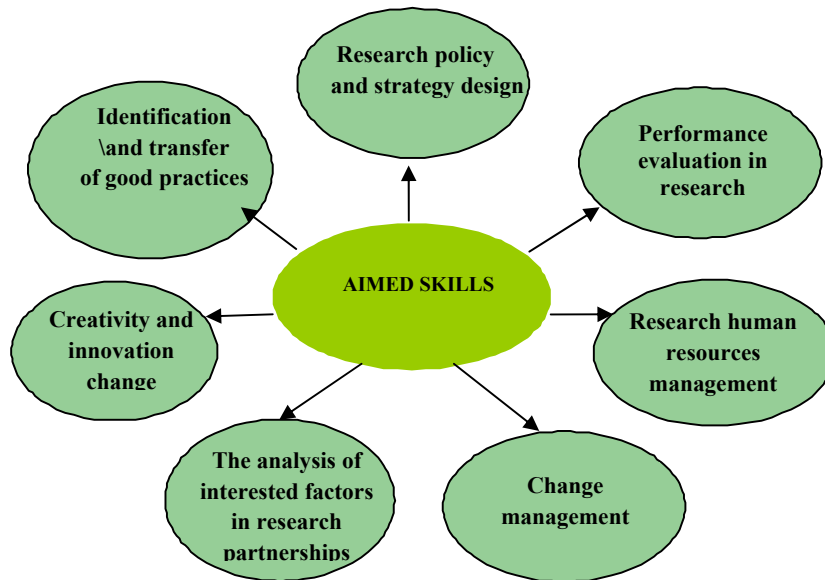 Research policy
and strategy design
Identification
\and transfer
of good practices
Performance
evaluation in
research
AIMED SKILLS
Creativity and
innovation
change
Research human
resources
management
The analysis of
interested factors
in research
partnerships
Change
management